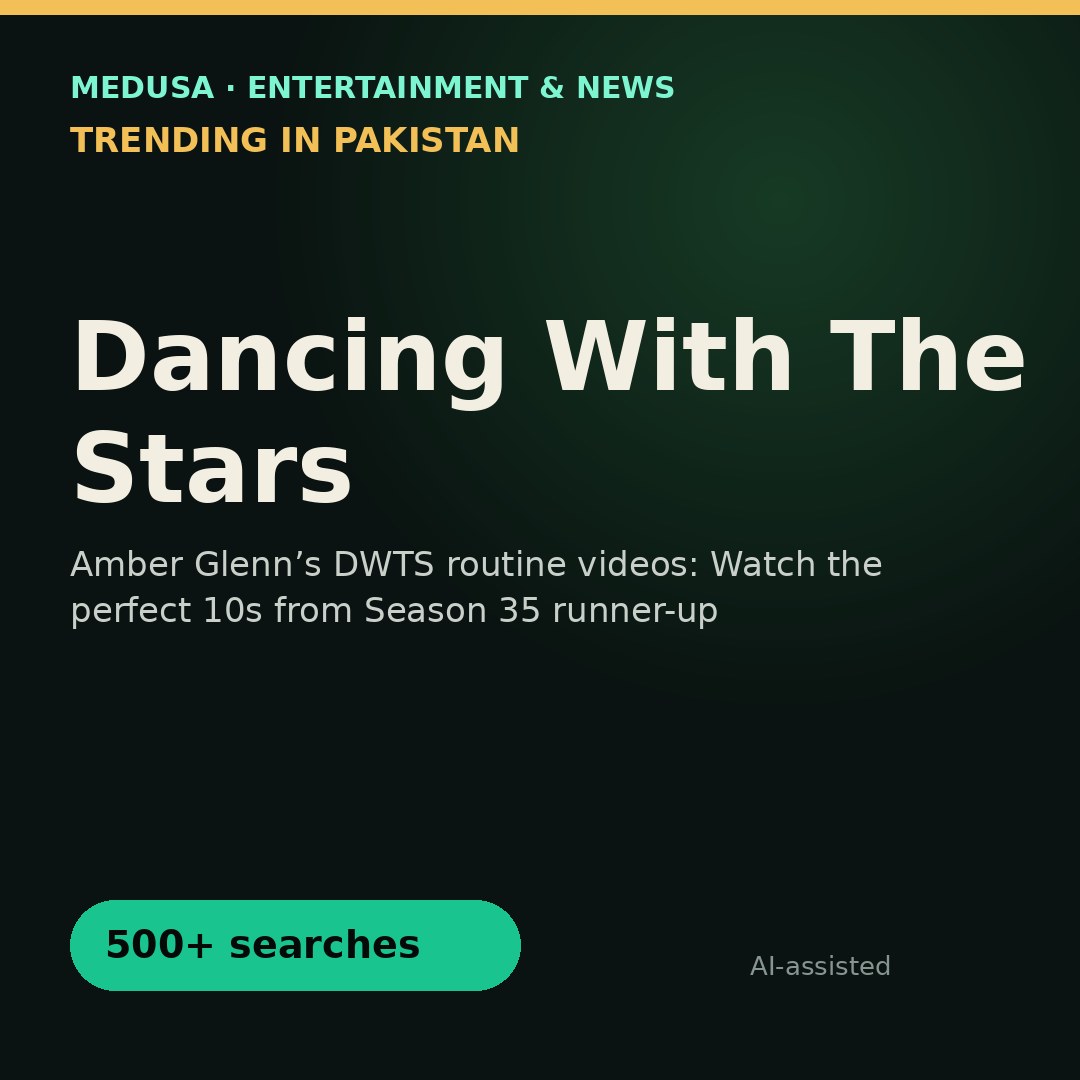 MEDUSA · ENTERTAINMENT & NEWS
TRENDING IN PAKISTAN
Dancing With The
Stars
Amber Glenn’s DWTS routine videos: Watch the
perfect 10s from Season 35 runner-up
500+ searches
AI-assisted